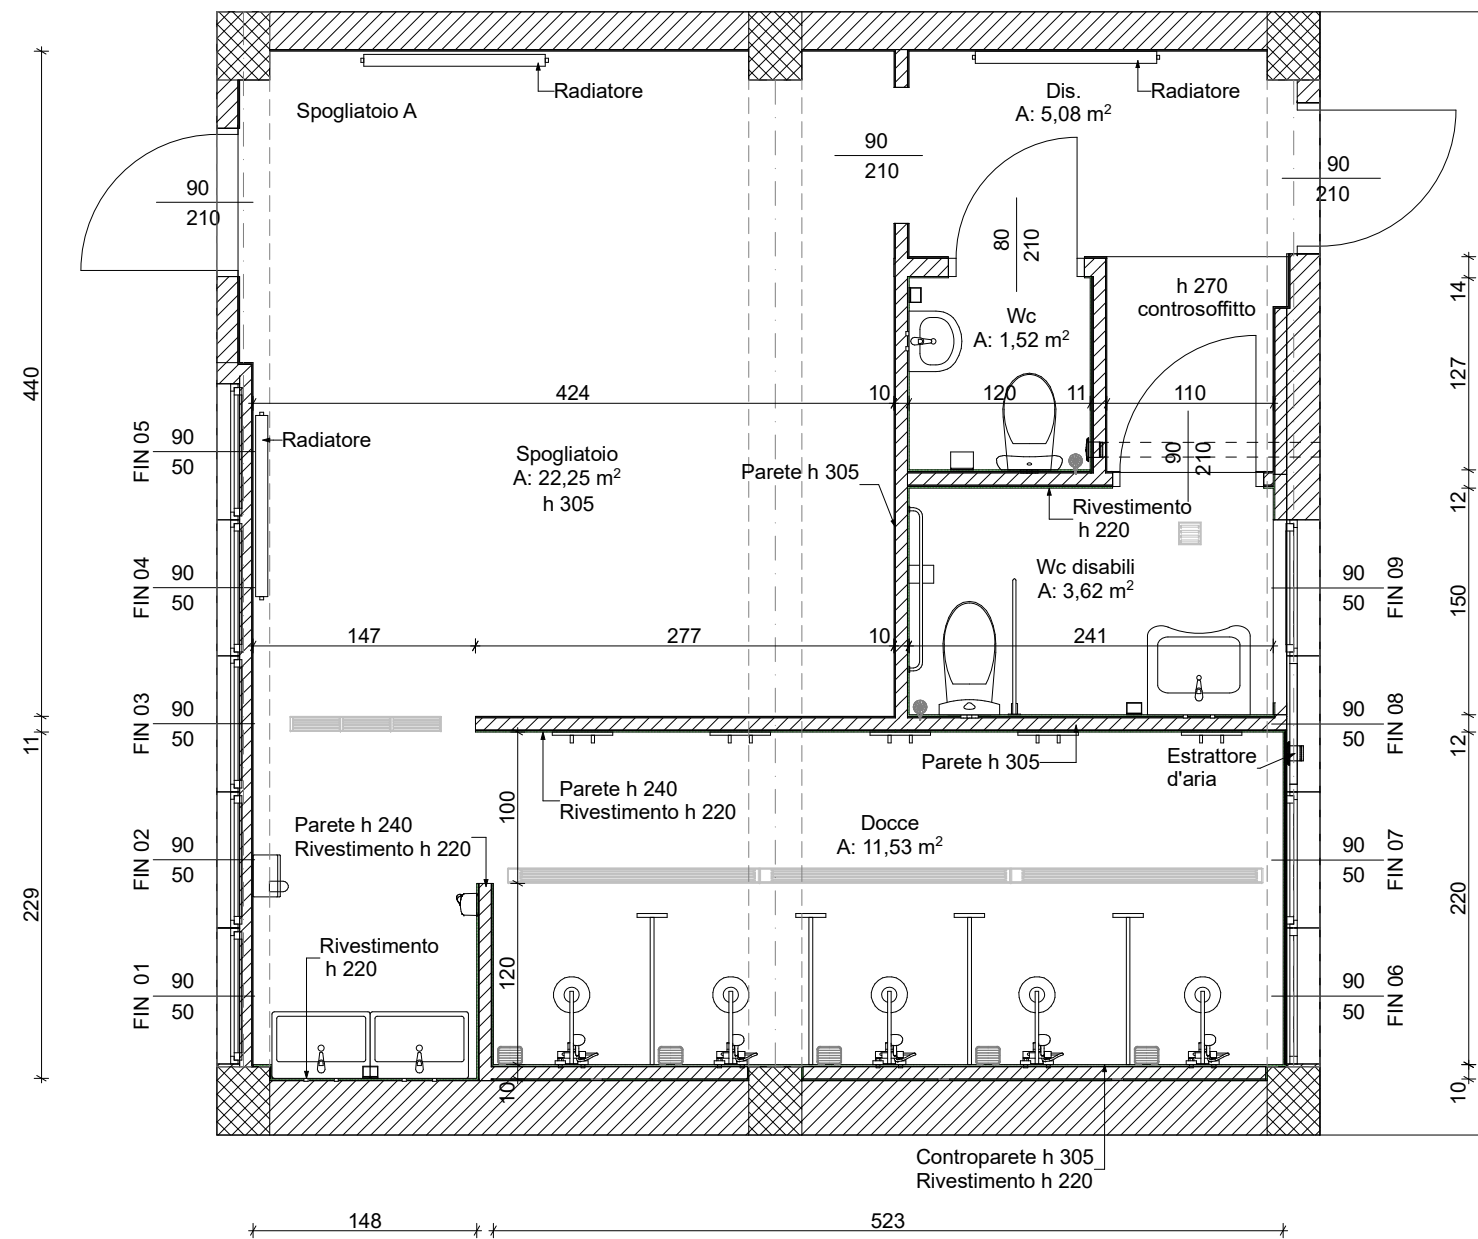 Radiatore
Spogliatoio A
Dis.
A: 5,08 m²
Radiatore
90
210
90
210
90
210
80
210
h 270
controsoffitto
Wc
A: 1,52 m²
14
440
127
424
10
120
11
110
FIN 05
90
50
Radiatore
Spogliatoio
A: 22,25 m²
h 305
Parete h 305
90
210
Rivestimento
h 220
12
FIN 04
90
50
Wc disabili
A: 3,62 m²
90
50
FIN 09
150
147
277
10
241
FIN 03
90
50
90
50
FIN 08
11
12
Parete h 305
Estrattore
d'aria
Parete h 240
Rivestimento h 220
100
Parete h 240
Rivestimento h 220
Docce
A: 11,53 m²
FIN 02
90
50
90
50
FIN 07
229
220
Rivestimento
h 220
120
FIN 01
90
50
90
50
FIN 06
10
10
Controparete h 305
Rivestimento h 220
148
523